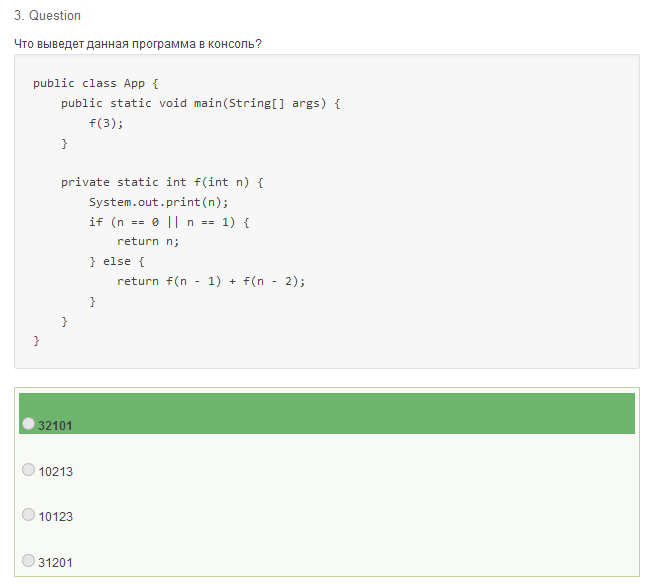 3. Question
Что выведет данная программа в консоль?
public class App {
    public static void main(String[] args) {
        f(3);
    }

    private static int f(int n) {
        System.out.print(n);
        if (n == 0 || n == 1) {
            return n;
        } else {
            return f(n - 1) + f(n - 2);
        }
    }
}
32101
10213
10123
31201